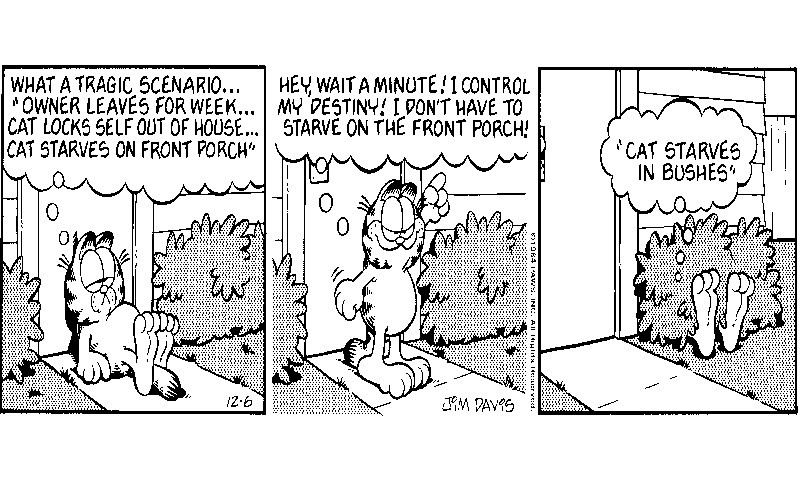 WHAT A TRAGIC SCENARIO...
"OWNER LEAVES FOR WEEK...
CAT LOCKS SELF OUT OF HOUSE...
CAT STARVES ON FRONT PORCH"
12-6
HEY, WAIT A MINUTE! I CONTROL
MY DESTINY! I DON'T HAVE TO
STARVE ON THE FRONT PORCH!
JIM DAVIS
"CAT STARVES
IN BUSHES"